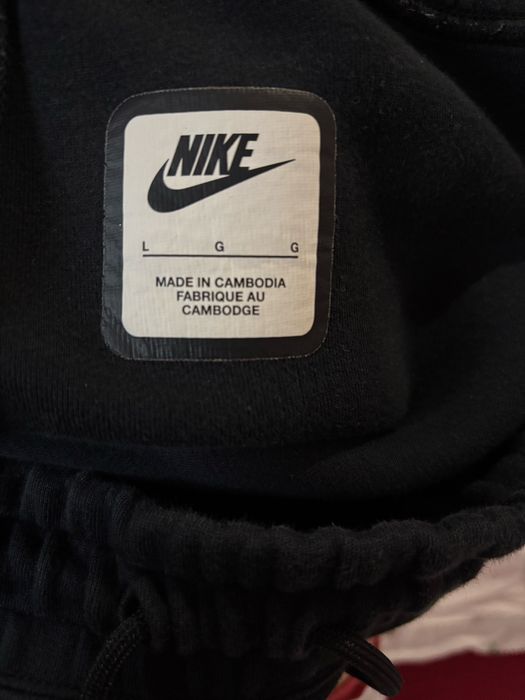 NIKE
L G G
MADE IN CAMBODIA
FABRIQUE AU
CAMBODGE